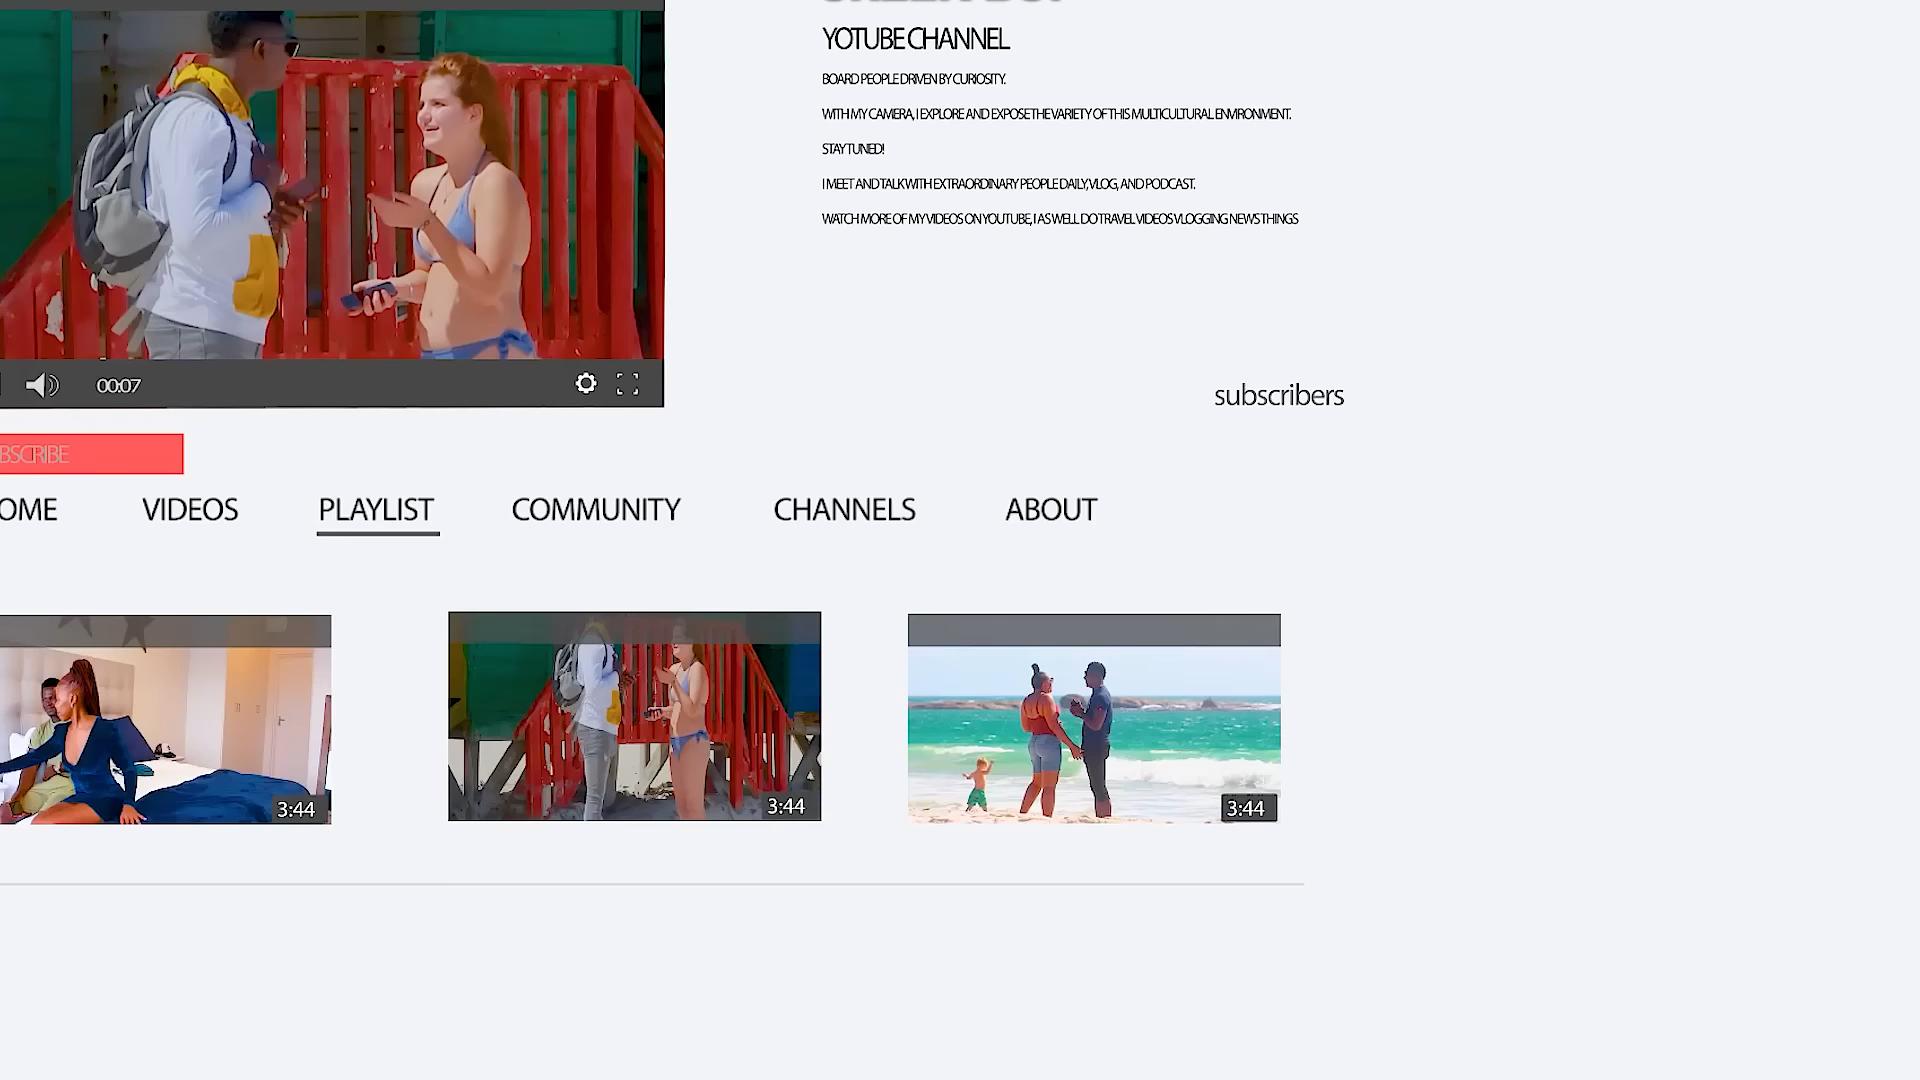 YOTUBE CHANNEL
BOARD PEOPLE DRIVEN BY CURIOSITY.
WITH MY CAMERA, I EXPLORE AND EXPOSE THE VARIETY OF THIS MULTICULTURAL ENVIRONMENT.
STAY TUNED!
I MEET AND TALK WITH EXTRAORDINARY PEOPLE DAILY, VLOG, AND PODCAST.
WATCH MORE OF MY VIDEOS ON YOUTUBE, I AS WELL DO TRAVEL VIDEOS VLOGGING NEWS THINGS
00:07
subscribers
BSCRIBE
OME VIDEOS PLAYLIST COMMUNITY CHANNELS ABOUT
3:44 3:44 3:44